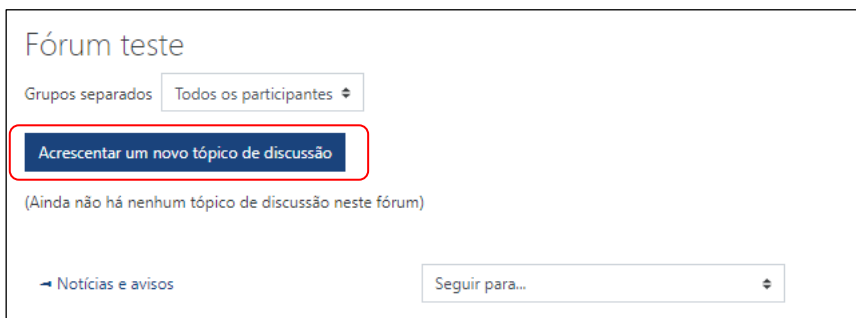 Fórum teste
Grupos separados Todos os participantes
Acrescentar um novo tópico de discussão
(Ainda não há nenhum tópico de discussão neste fórum)
Notícias e avisos Seguir para...